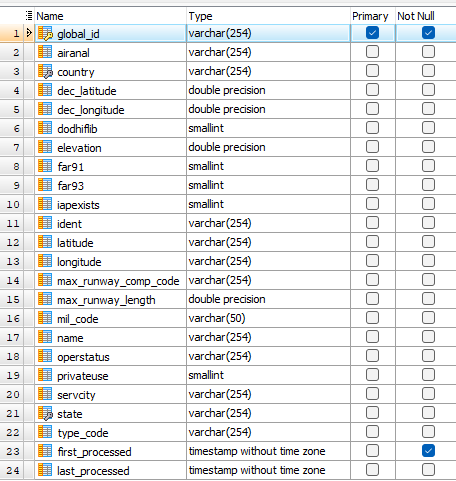 Name Type Primary Not Null
1 global_id varchar(254)
2 airanal varchar(254)
3 country varchar(254)
4 dec_latitude double precision
5 dec_longitude double precision
6 dodhiflib smallint
7 elevation double precision
8 far91 smallint
9 far93 smallint
10 iapexists smallint
11 ident varchar(254)
12 latitude varchar(254)
13 longitude varchar(254)
14 max_runway_comp_code varchar(254)
15 max_runway_length double precision
16 mil_code varchar(50)
17 name varchar(254)
18 operstatus varchar(254)
19 privateuse smallint
20 servcity varchar(254)
21 state varchar(254)
22 type_code varchar(254)
23 first_processed timestamp without time zone
24 last_processed timestamp without time zone